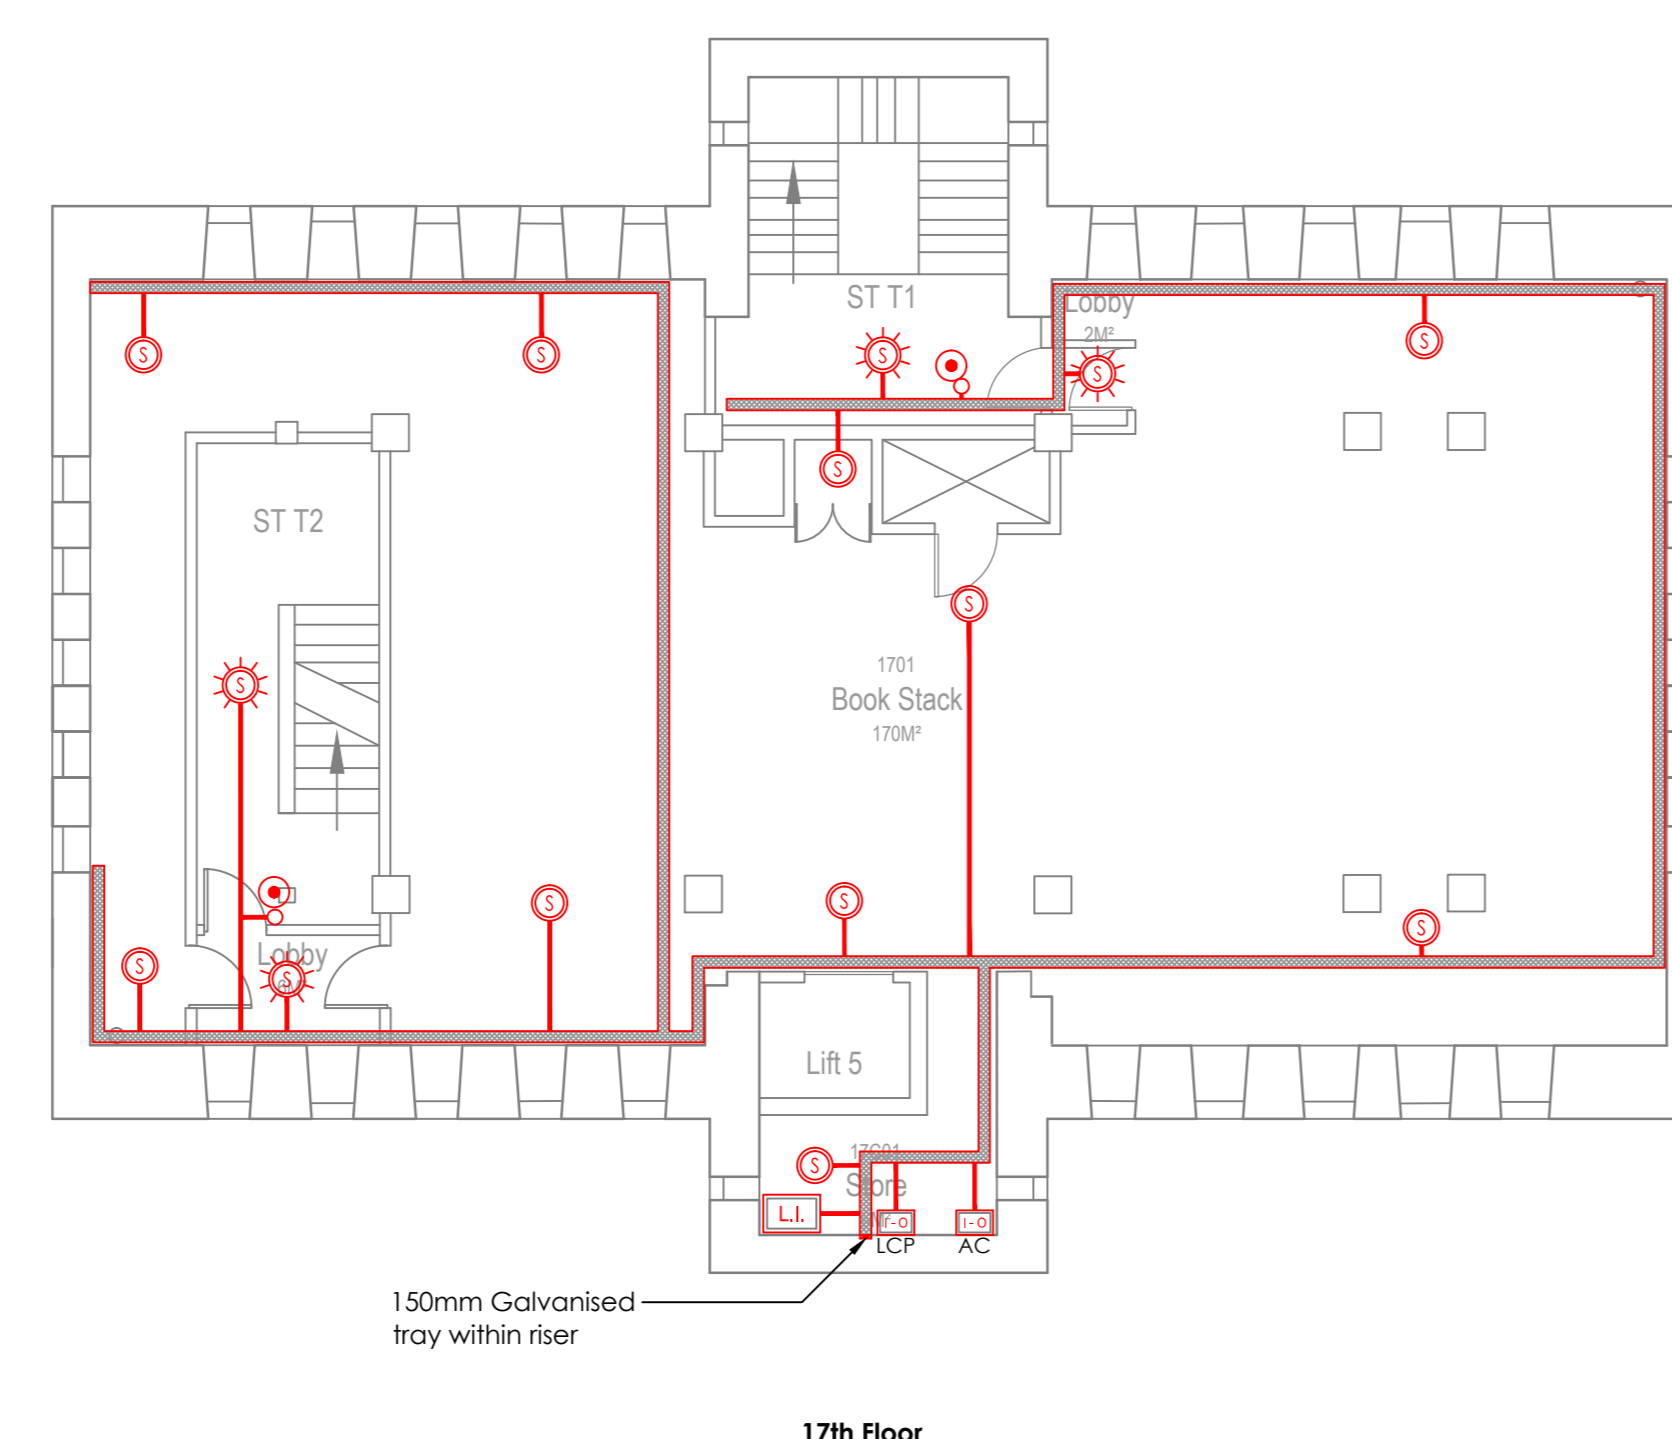 ST T1
Lobby
2M²
S
S
S
S
S
S
ST T2
S
1701
Book Stack
170M²
S
S
S
S
S
Lobby
S
S
Lift 5
17G01
S
Store
L.I.
I-O
I-O
LCP
AC
150mm Galvanised
tray within riser
17th Floor